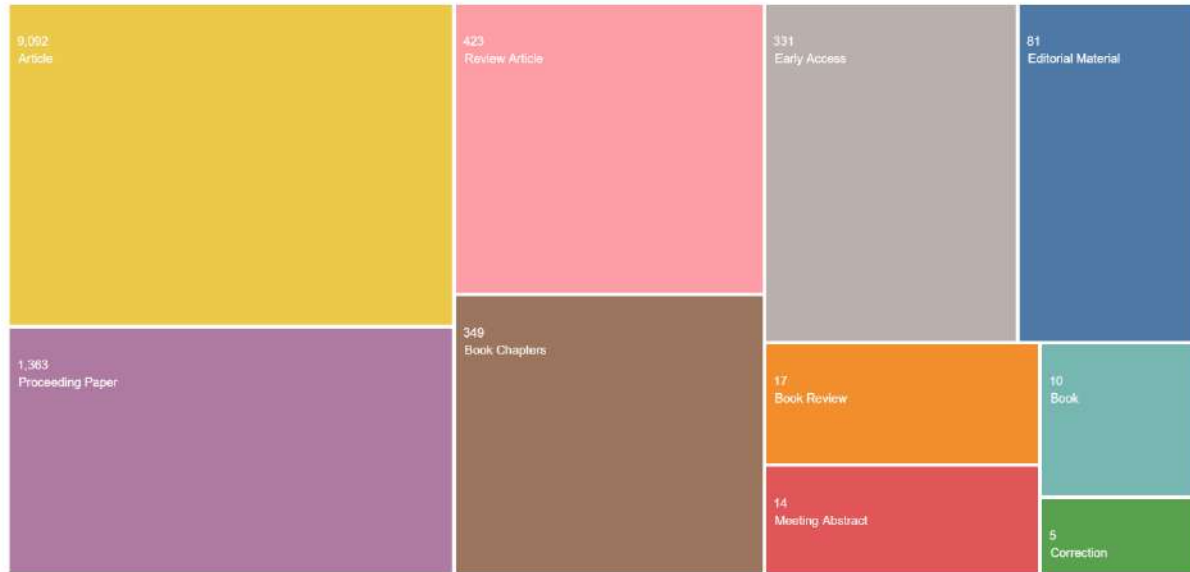 9,092
Article
423
Review Article
331
Early Access
81
Editorial Material
1,363
Proceeding Paper
349
Book Chapters
17
Book Review
10
Book
14
Meeting Abstract
5
Correction